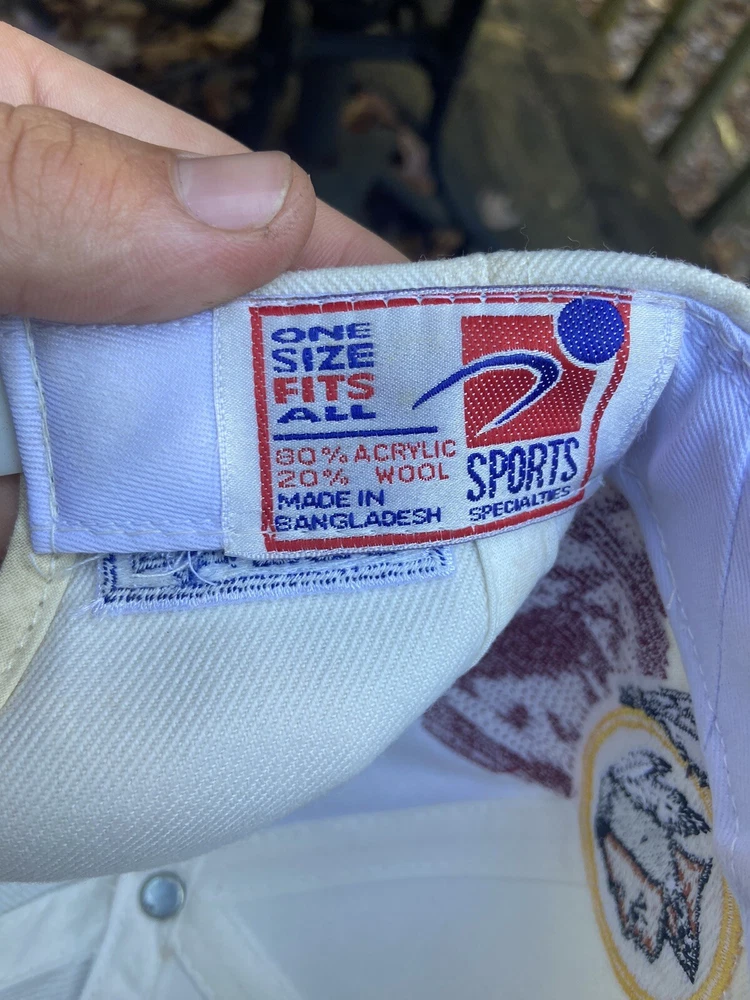 ONE
SIZE
FITS
ALL
80% ACRYLIC
20% WOOL
MADE IN
BANGLADESH
SPORTS
SPECIALTIES